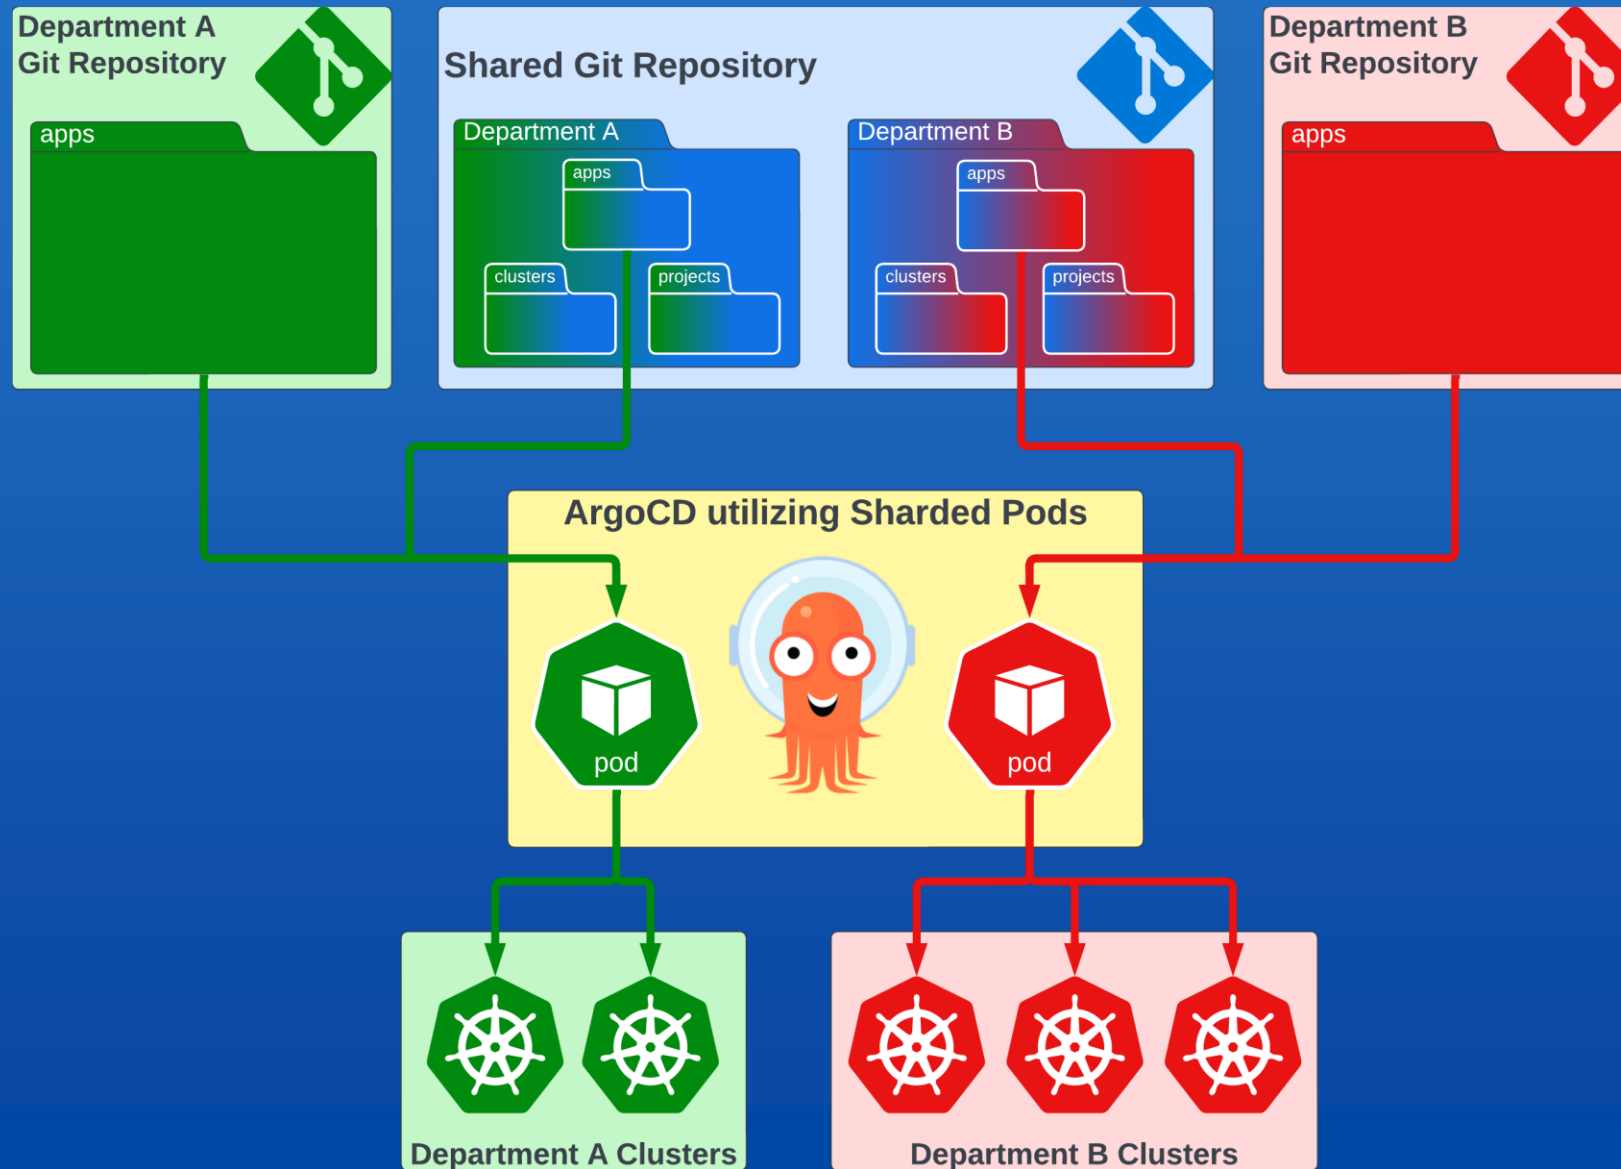 Department A
Git Repository
apps
Shared Git Repository
Department A
apps
clusters
projects
Department B
apps
clusters
projects
Department B
Git Repository
apps
ArgoCD utilizing Sharded Pods
pod
pod
Department A Clusters
Department B Clusters